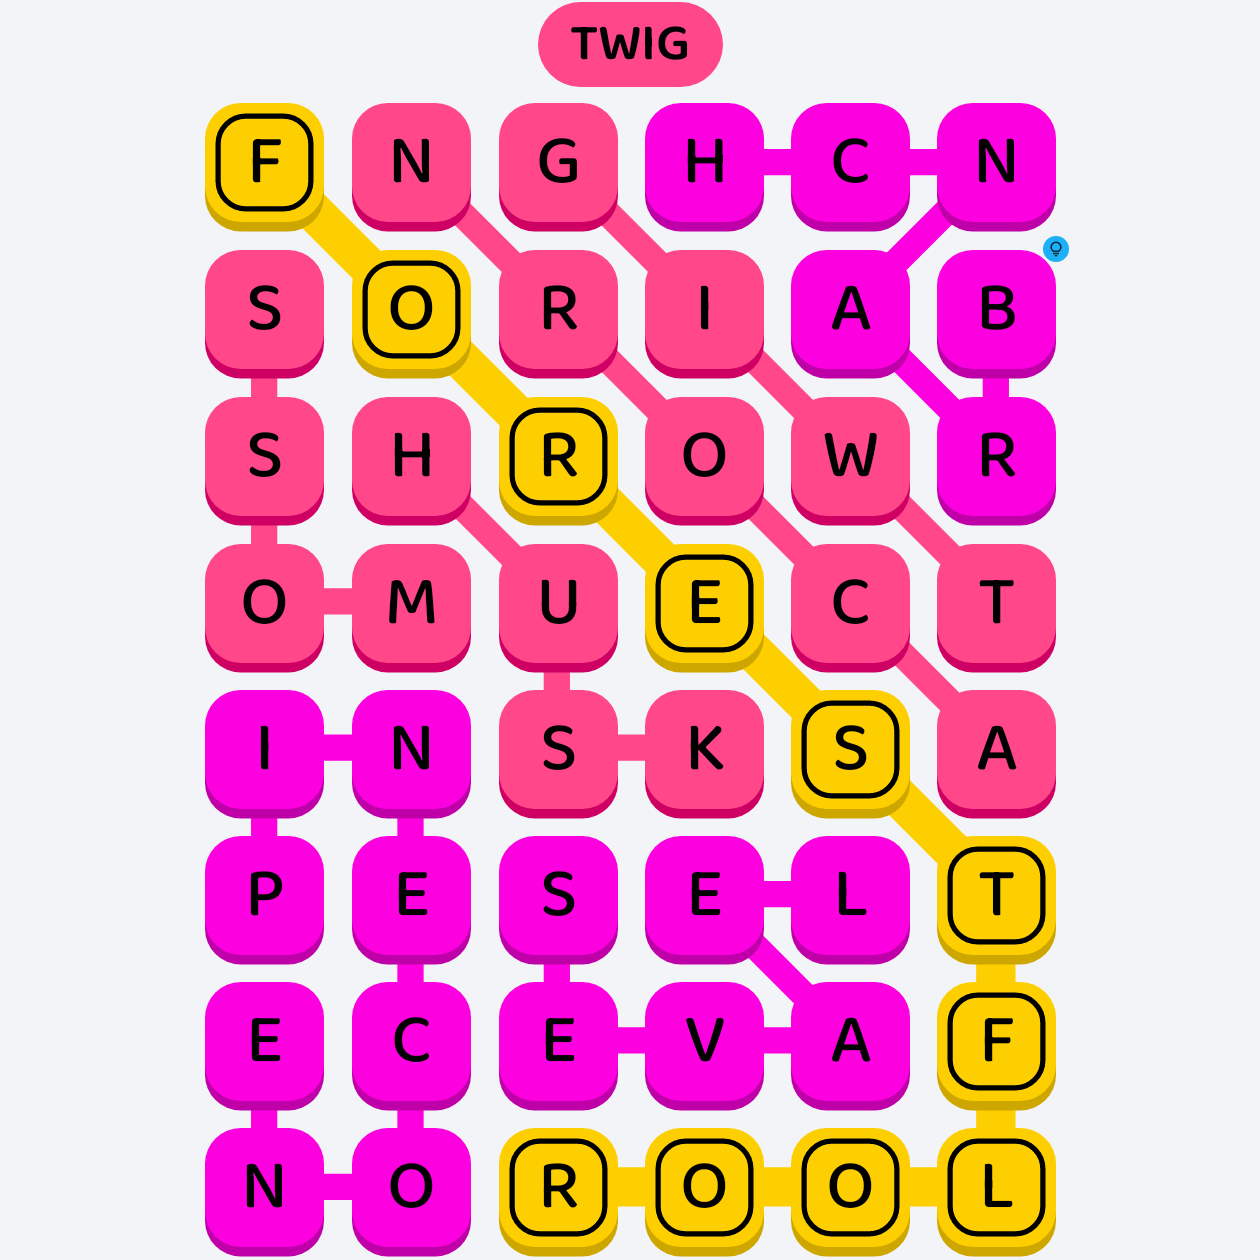 TWIG
F N G H C N
S O R I A B
S H R O W R
O M U E C T
I N S K S A
P E S E L T
E C E V A F
N O R O O L